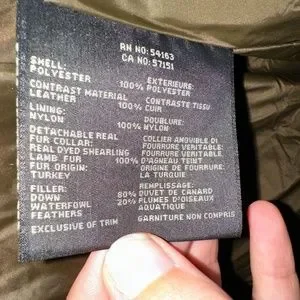 RN NO: 54163
CA NO: 57151
SHELL:
POLYESTER 100%
CONTRAST MATERIAL
LEATHER 100%
LINING:
NYLON 100%
DETACHABLE REAL
FUR COLLAR:
REAL DYED SHEARLING
LAMB FUR 100%
FUR ORIGIN:
TURKEY
FILLER:
DOWN 80%
WATERFOWL 20%
FEATHERS
EXCLUSIVE OF TRIM
EXTERIEURE:
POLYESTER
CONTRASTE TISSU
CUIR
DOUBLURE:
NYLON
COLLIER AMOVIBLE DI
FOURRURE VERITABLE:
FOURRURE VERITABLE
D'AGNEAU TEINT
ORIGINE DE FOURRURE:
LA TURQUIE
REMPLISSAGE:
DUVET DE CANARD
PLUMES D'OISEAUX
AQUATIQUE
GARNITURE NON COMPRIS